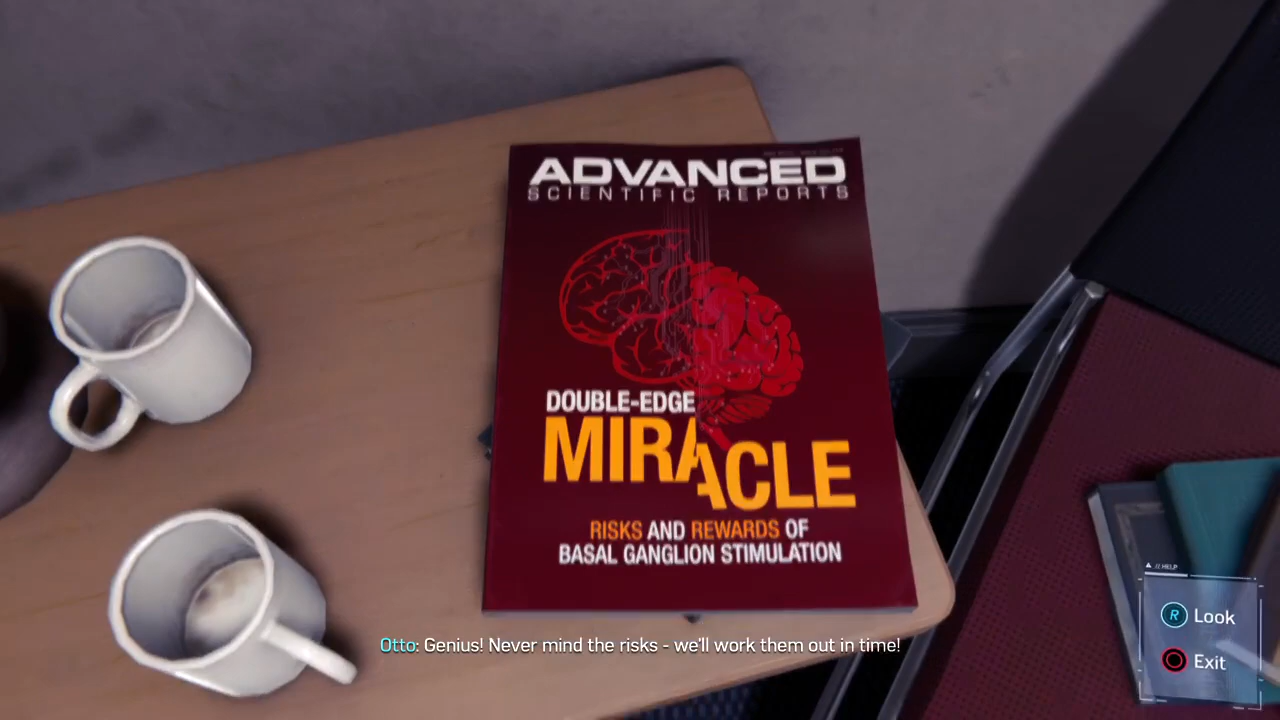 ADVANCED
SCIENTIFIC REPORTS
DOUBLE-EDGE
MIRACLE
RISKS AND REWARDS OF
BASAL GANGLION STIMULATION
Otto: Genius! Never mind the risks - we'll work them out in time!
// HELP
R Look
Exit